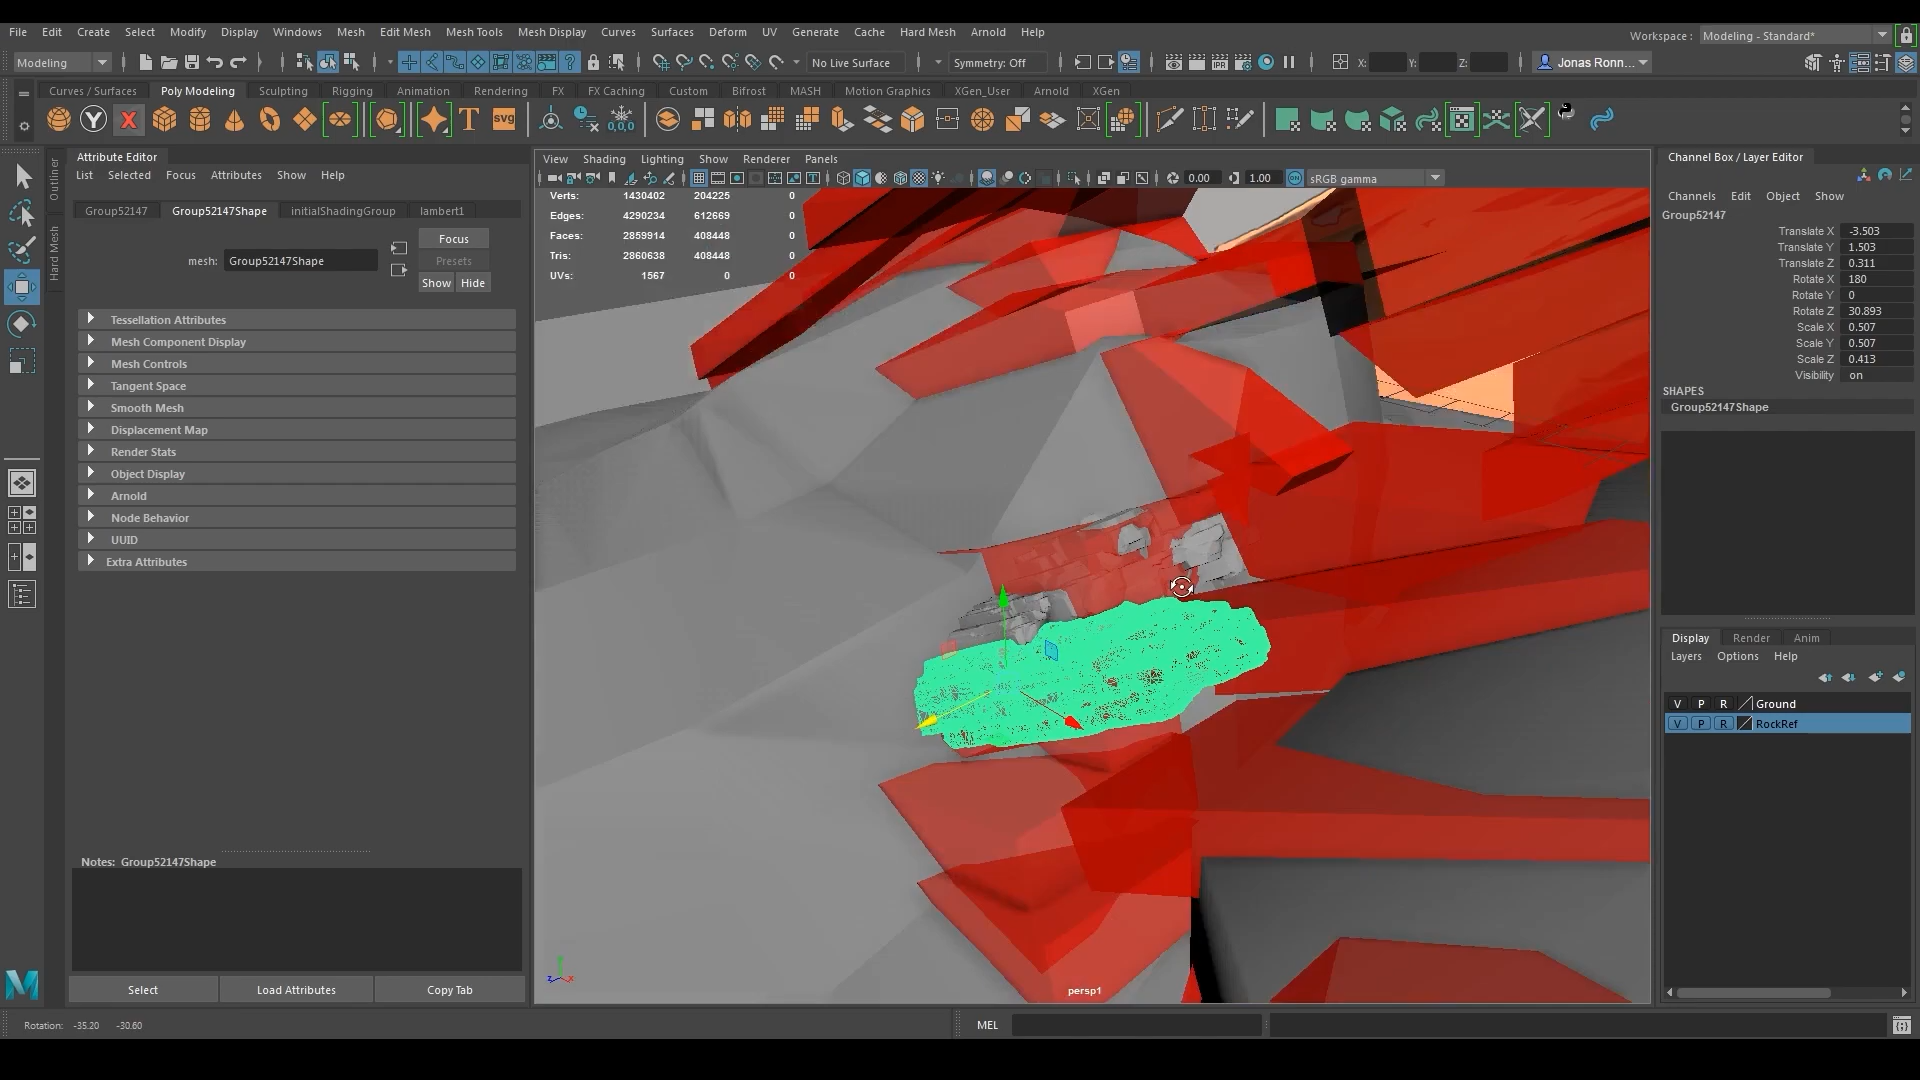 File Edit Create Select Modify Display Windows Mesh Edit Mesh Mesh Tools Mesh Display Curves Surfaces Deform UV Generate Cache Hard Mesh Arnold Help
Workspace : Modeling - Standard*
Modeling No Live Surface Symmetry: Off X: Y: Z: Jonas Ronn...
Curves / Surfaces Poly Modeling Sculpting Rigging Animation Rendering FX FX Caching Custom Bifrost MASH Motion Graphics XGen_User Arnold XGen
Attribute Editor
List Selected Focus Attributes Show Help
Outliner
Hard Mesh
Group52147 Group52147Shape initialShadingGroup lambert1
mesh: Group52147Shape
Focus
Presets
Show Hide
Tessellation Attributes
Mesh Component Display
Mesh Controls
Tangent Space
Smooth Mesh
Displacement Map
Render Stats
Object Display
Arnold
Node Behavior
UUID
Extra Attributes
Notes: Group52147Shape
Select Load Attributes Copy Tab
View Shading Lighting Show Renderer Panels
0.00 1.00 sRGB gamma
Verts: 1430402 204225 0
Edges: 4290234 612669 0
Faces: 2859914 408448 0
Tris: 2860638 408448 0
UVs: 1567 0 0
persp1
Channel Box / Layer Editor
Channels Edit Object Show
Group52147
Translate X -3.503
Translate Y 1.503
Translate Z 0.311
Rotate X 180
Rotate Y 0
Rotate Z 30.893
Scale X 0.507
Scale Y 0.507
Scale Z 0.413
Visibility on
SHAPES
Group52147Shape
Display Render Anim
Layers Options Help
V P R Ground
V P R RockRef
Rotation: -35.20 -30.60
MEL